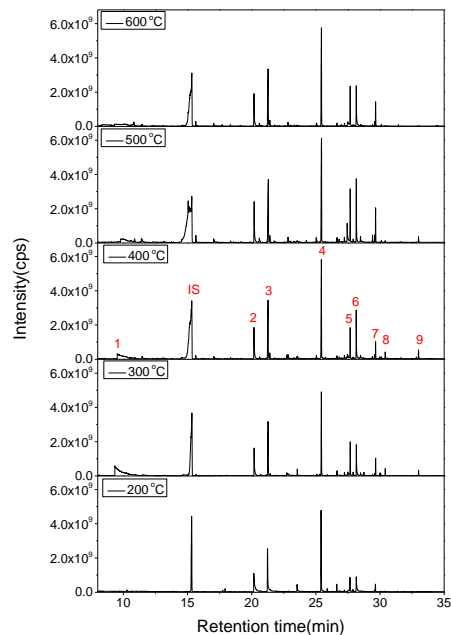 600 °C
6.0x10⁹
4.0x10⁹
2.0x10⁹
0.0
500 °C
6.0x10⁹
4.0x10⁹
2.0x10⁹
0.0
400 °C
6.0x10⁹
4.0x10⁹
2.0x10⁹
0.0
1 IS 2 3 4 5 6 7 8 9
300 °C
6.0x10⁹
4.0x10⁹
2.0x10⁹
0.0
200 °C
6.0x10⁹
4.0x10⁹
2.0x10⁹
0.0
10 15 20 25 30 35
Intensity(cps)
Retention time(min)